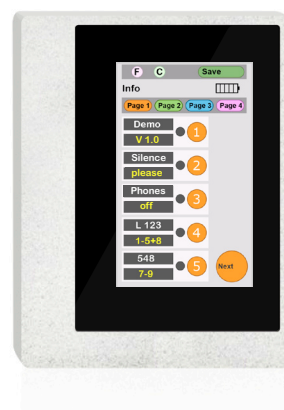 F C Save
Info
Page 1 Page 2 Page 3 Page 4
Demo
V 1.0
1
Silence
please
2
Phones
off
3
L 123
1-5+8
4
548
7-9
5
Next